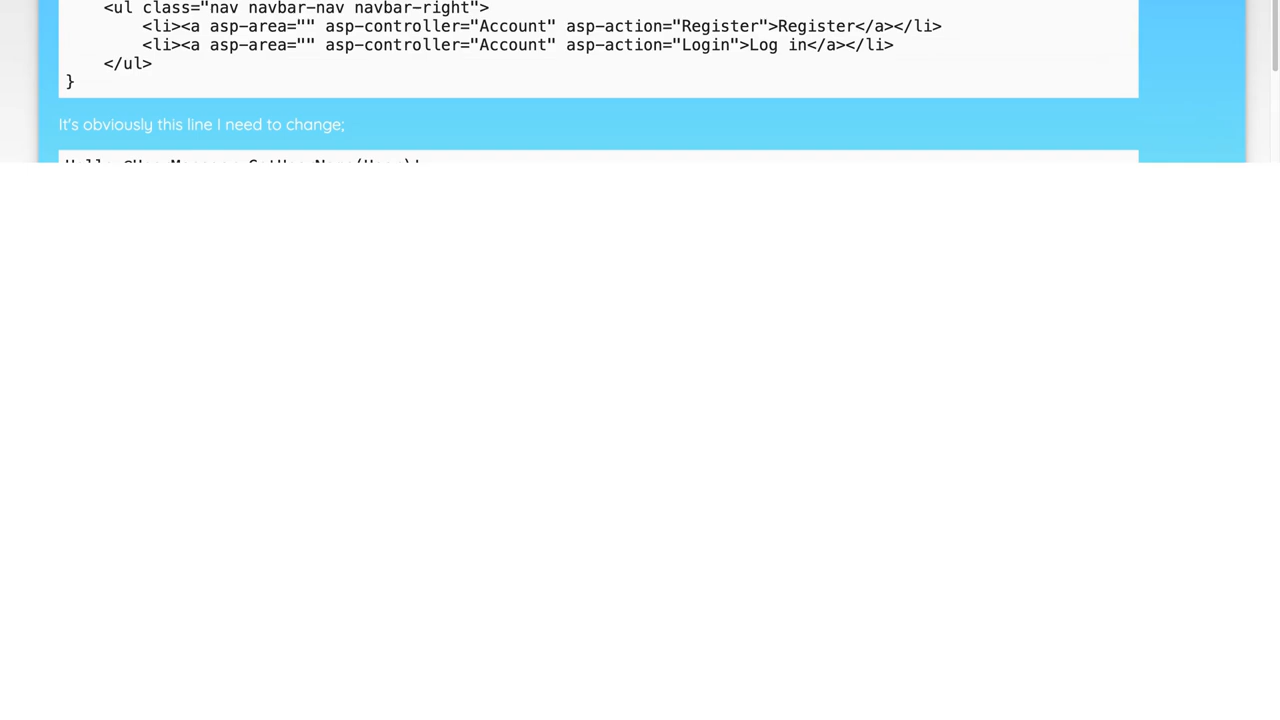 <ul class="nav navbar-nav navbar-right">
<li><a asp-area="" asp-controller="Account" asp-action="Register">Register</a></li>
<li><a asp-area="" asp-controller="Account" asp-action="Login">Log in</a></li>
</ul>
}
It's obviously this line I need to change;